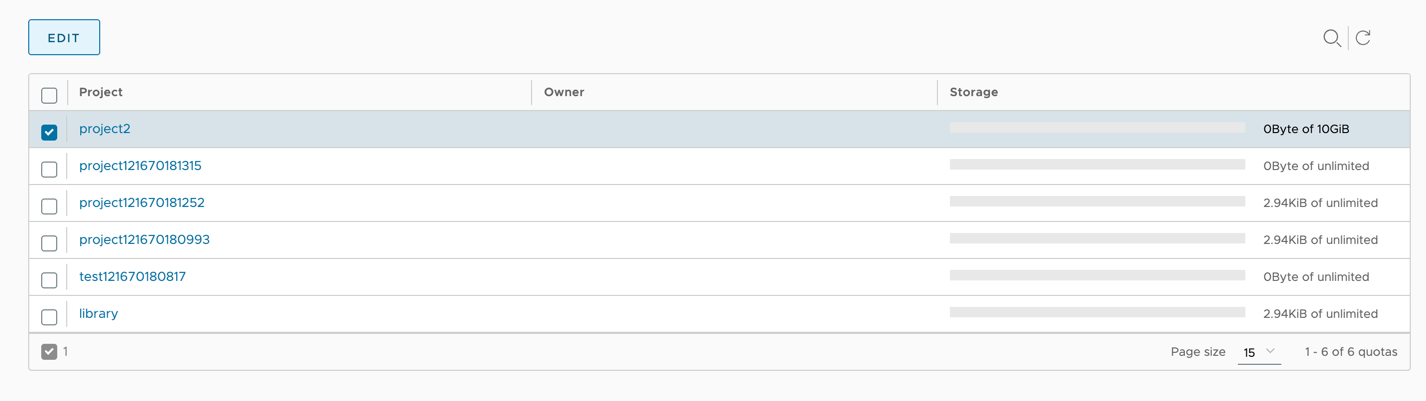 EDIT
Project Owner Storage
project2 0Byte of 10GiB
project121670181315 0Byte of unlimited
project121670181252 2.94KiB of unlimited
project121670180993 2.94KiB of unlimited
test121670180817 0Byte of unlimited
library 2.94KiB of unlimited
1 Page size 15 1 - 6 of 6 quotas